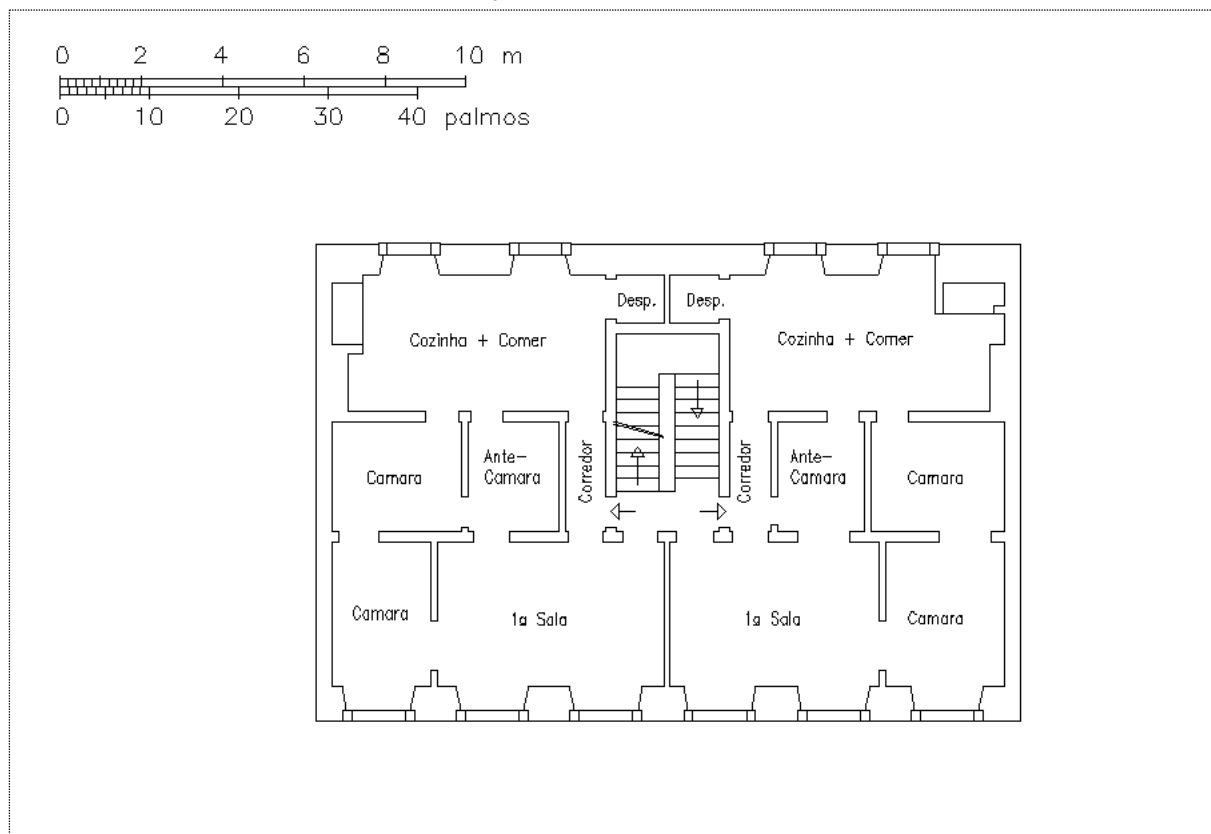 0 2 4 6 8 10 m
0 10 20 30 40 palmos
Desp. Desp.
Cozinha + Comer
Cozinha + Comer
Camara
Ante-
Camara
Corredor
Corredor
Ante-
Camara
Camara
Camara
1a Sala
1a Sala
Camara